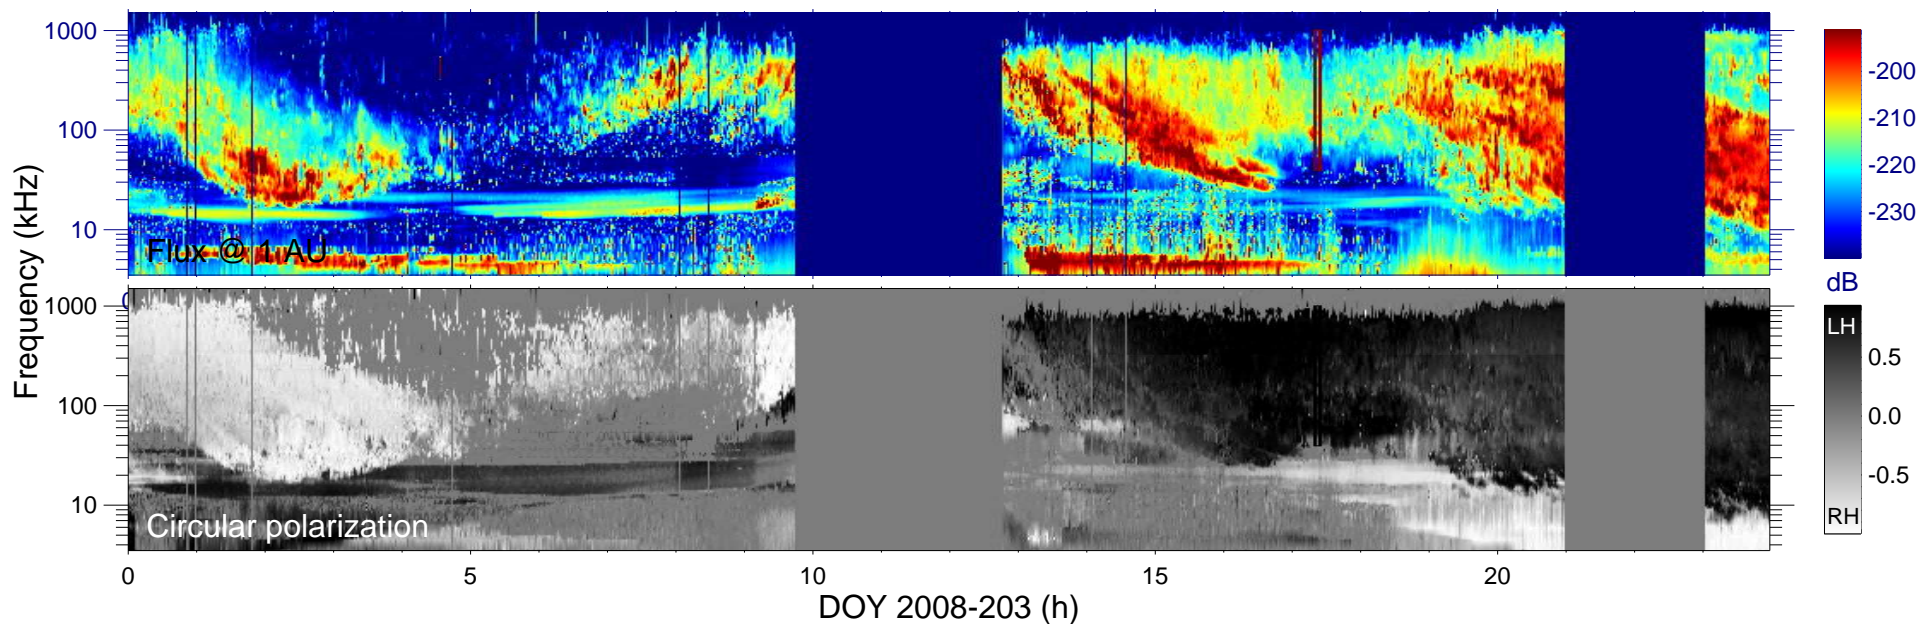 1000
100
10
Flux @ 1 AU
-200
-210
-220
-230
dB
0
1000
100
10
Circular polarization
LH
0.5
0.0
-0.5
RH
Frequency (kHz)
0 5 10 15 20
DOY 2008-203 (h)